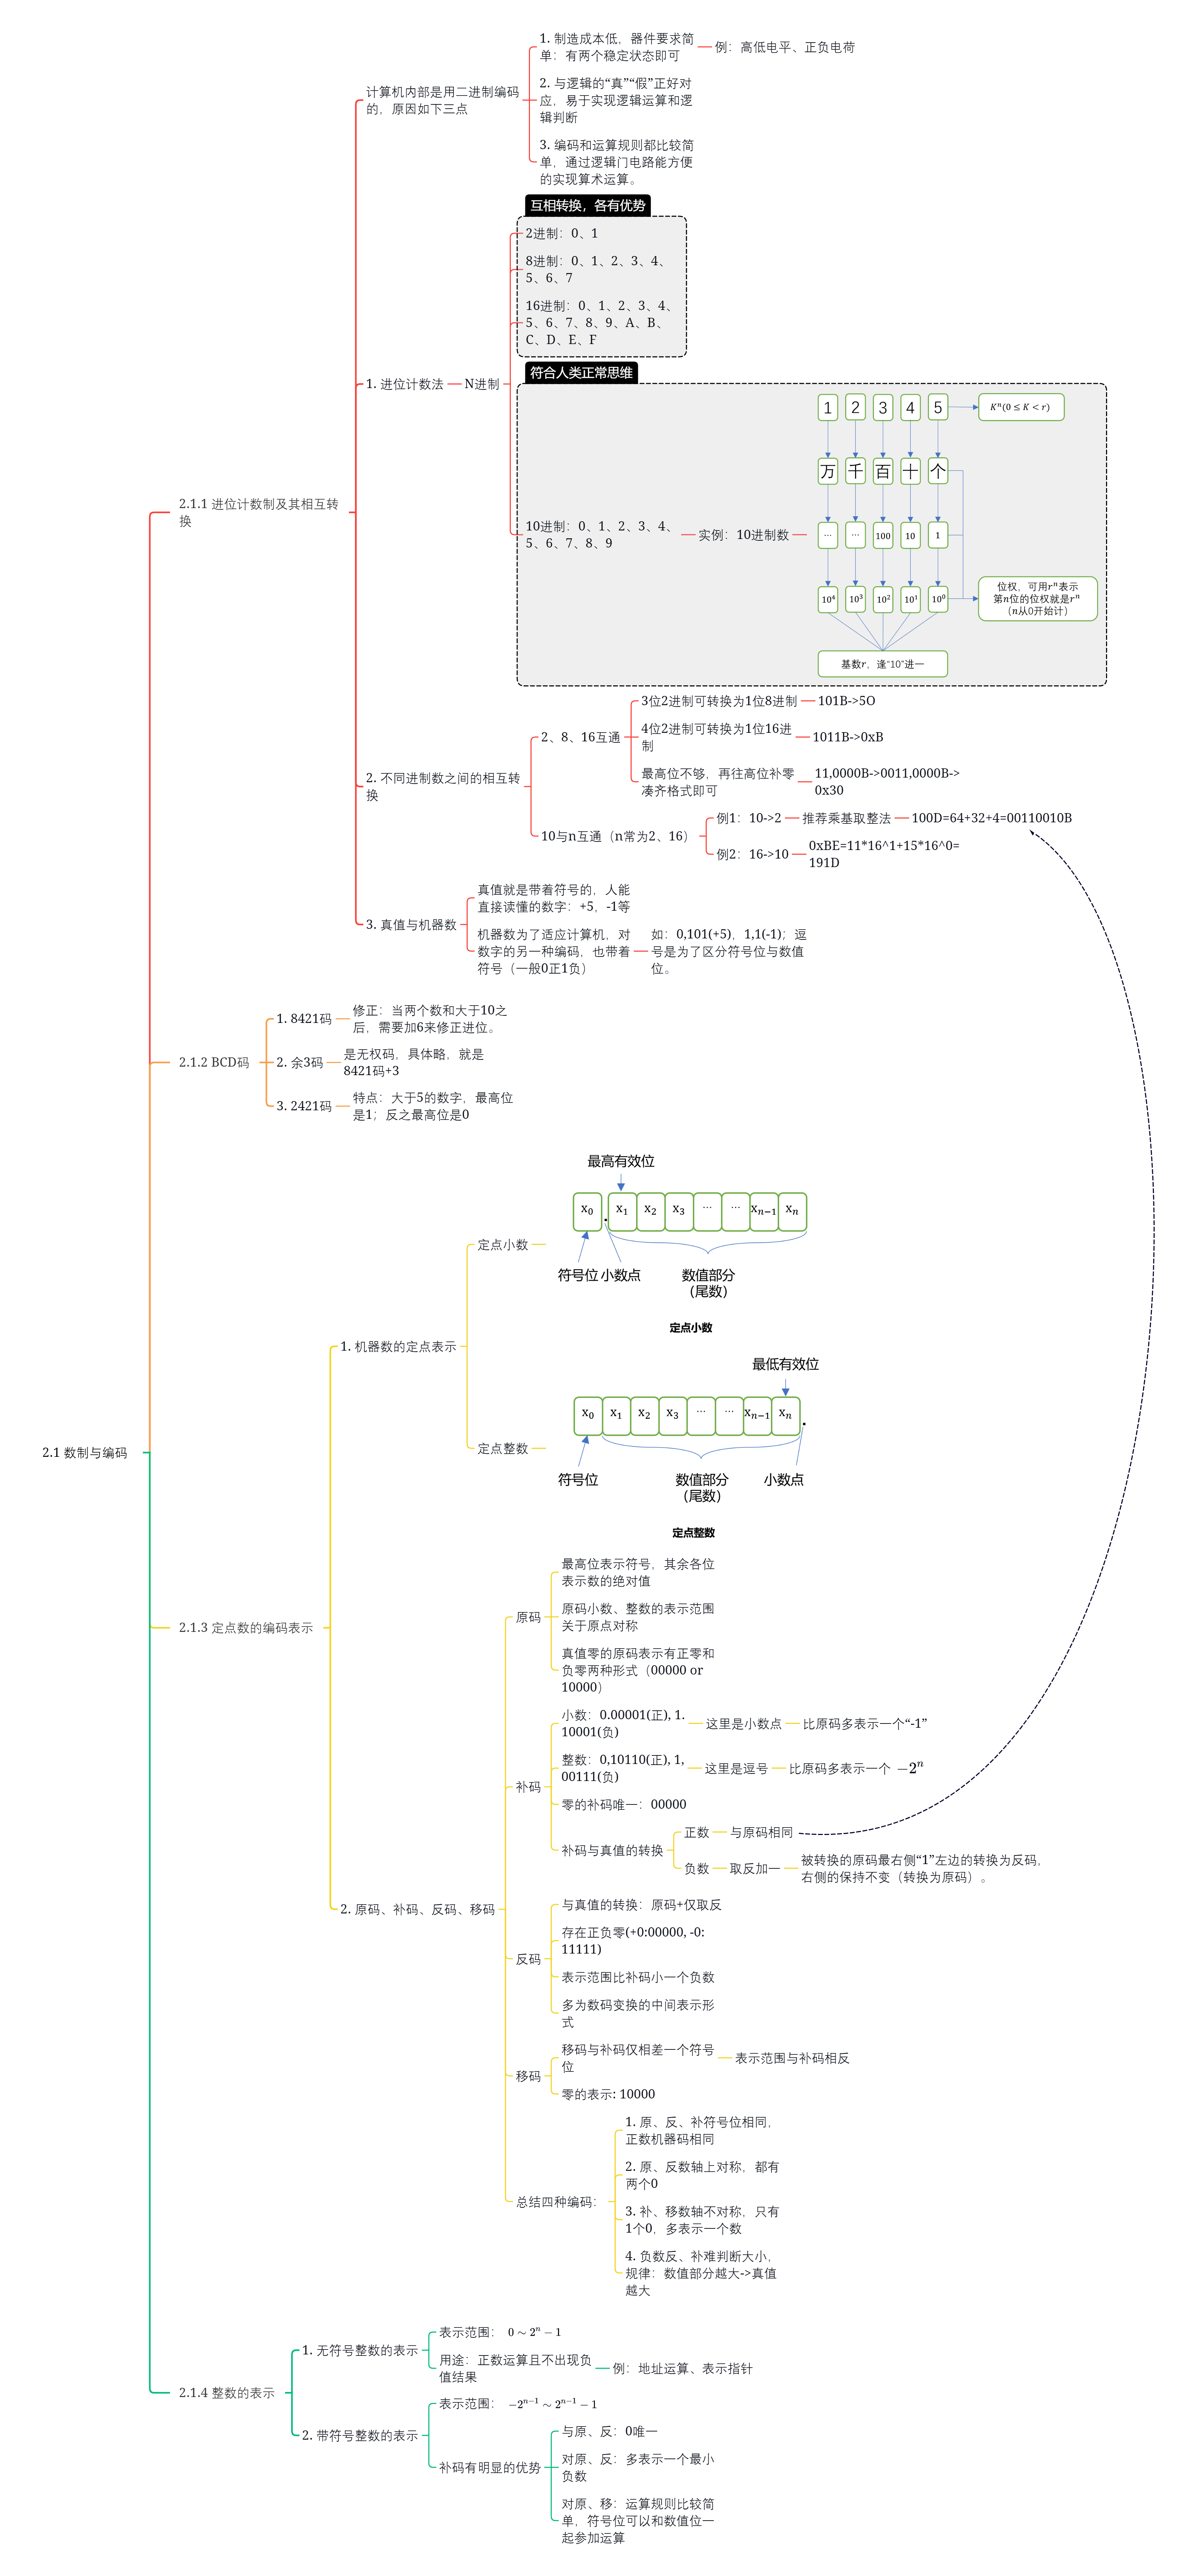 2.1 数制与编码
2.1.1 进位计数制及其相互转
换
计算机内部是用二进制编码
的，原因如下三点
1. 制造成本低，器件要求简
单：有两个稳定状态即可
例：高低电平、正负电荷
2. 与逻辑的“真”“假”正好对
应，易于实现逻辑运算和逻
辑判断
3. 编码和运算规则都比较简
单，通过逻辑门电路能方便
的实现算术运算。
1. 进位计数法
N进制
互相转换，各有优势
2进制：0、1
8进制：0、1、2、3、4、
5、6、7
16进制：0、1、2、3、4、
5、6、7、8、9、A、B、
C、D、E、F
符合人类正常思维
10进制：0、1、2、3、4、
5、6、7、8、9
实例：10进制数
1 2 3 4 5
Kⁿ(0 ≤ K < r)
万 千 百 十 个
... ... 100 10 1
10⁴ 10³ 10² 10¹ 10⁰
位权，可用rⁿ表示
第n位的位权就是rⁿ
（n从0开始计）
基数r，逢“10”进一
2. 不同进制数之间的相互转
换
2、8、16互通
3位2进制可转换为1位8进制
101B->5O
4位2进制可转换为1位16进
制
1011B->0xB
最高位不够，再往高位补零
凑齐格式即可
11,0000B->0011,0000B->
0x30
10与n互通（n常为2、16）
例1：10->2
推荐乘基取整法
100D=64+32+4=00110010B
例2：16->10
0xBE=11*16^1+15*16^0=
191D
3. 真值与机器数
真值就是带着符号的，人能
直接读懂的数字：+5，-1等
机器数为了适应计算机，对
数字的另一种编码，也带着
符号（一般0正1负）
如：0,101(+5)，1,1(-1)；逗
号是为了区分符号位与数值
位。
2.1.2 BCD码
1. 8421码
修正：当两个数和大于10之
后，需要加6来修正进位。
2. 余3码
是无权码，具体略，就是
8421码+3
3. 2421码
特点：大于5的数字，最高位
是1；反之最高位是0
2.1.3 定点数的编码表示
1. 机器数的定点表示
定点小数
最高有效位
x₀ . x₁ x₂ x₃ ... ... xₙ₋₁ xₙ
符号位 小数点 数值部分
（尾数）
定点小数
定点整数
最低有效位
x₀ x₁ x₂ x₃ ... ... xₙ₋₁ xₙ .
符号位 数值部分 小数点
（尾数）
定点整数
2. 原码、补码、反码、移码
原码
最高位表示符号，其余各位
表示数的绝对值
原码小数、整数的表示范围
关于原点对称
真值零的原码表示有正零和
负零两种形式（00000 or
10000）
补码
小数：0.00001(正), 1.
10001(负)
这里是小数点
比原码多表示一个“-1”
整数：0,10110(正), 1,
00111(负)
这里是逗号
比原码多表示一个 −2ⁿ
零的补码唯一：00000
补码与真值的转换
正数
与原码相同
负数
取反加一
被转换的原码最右侧“1”左边的转换为反码，
右侧的保持不变（转换为原码）。
反码
与真值的转换：原码+仅取反
存在正负零(+0:00000, -0:
11111)
表示范围比补码小一个负数
多为数码变换的中间表示形
式
移码
移码与补码仅相差一个符号
位
表示范围与补码相反
零的表示: 10000
总结四种编码：
1. 原、反、补符号位相同，
正数机器码相同
2. 原、反数轴上对称，都有
两个0
3. 补、移数轴不对称，只有
1个0，多表示一个数
4. 负数反、补难判断大小，
规律：数值部分越大->真值
越大
2.1.4 整数的表示
1. 无符号整数的表示
表示范围： 0 ∼ 2ⁿ − 1
用途：正数运算且不出现负
值结果
例：地址运算、表示指针
2. 带符号整数的表示
表示范围： −2ⁿ⁻¹ ∼ 2ⁿ⁻¹ − 1
补码有明显的优势
与原、反：0唯一
对原、反：多表示一个最小
负数
对原、移：运算规则比较简
单，符号位可以和数值位一
起参加运算